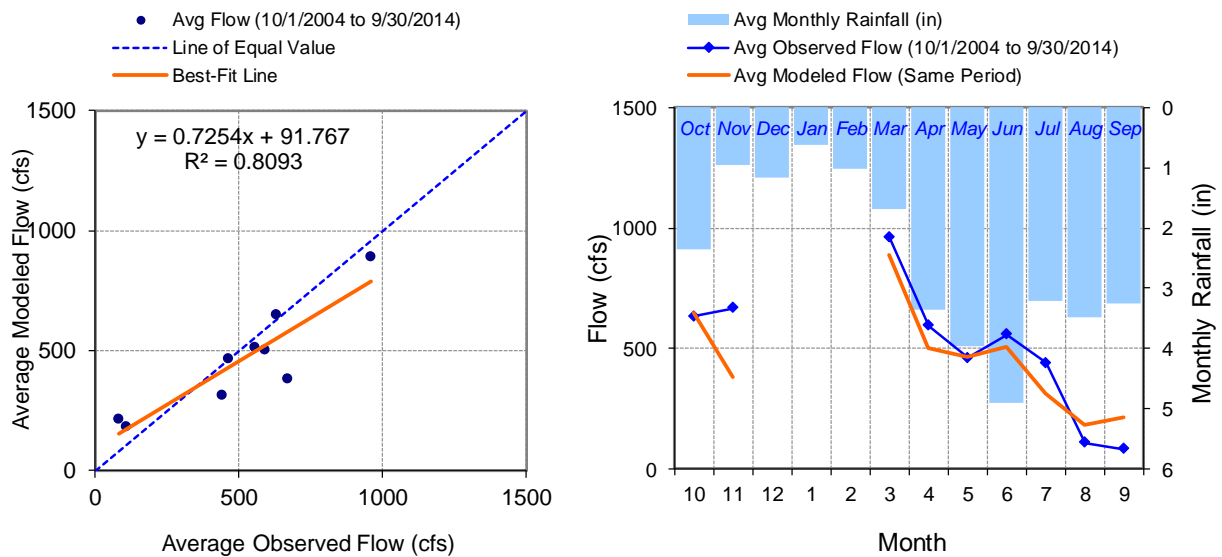 Avg Flow (10/1/2004 to 9/30/2014)
Line of Equal Value
Best-Fit Line
y = 0.7254x + 91.767
R² = 0.8093
Average Modeled Flow (cfs)
1500
1000
500
0
0 500 1000 1500
Average Observed Flow (cfs)
Avg Monthly Rainfall (in)
Avg Observed Flow (10/1/2004 to 9/30/2014)
Avg Modeled Flow (Same Period)
Flow (cfs)
1500
1000
500
0
Oct Nov Dec Jan Feb Mar Apr May Jun Jul Aug Sep
0
1
2
3
4
5
6
Monthly Rainfall (in)
10 11 12 1 2 3 4 5 6 7 8 9
Month